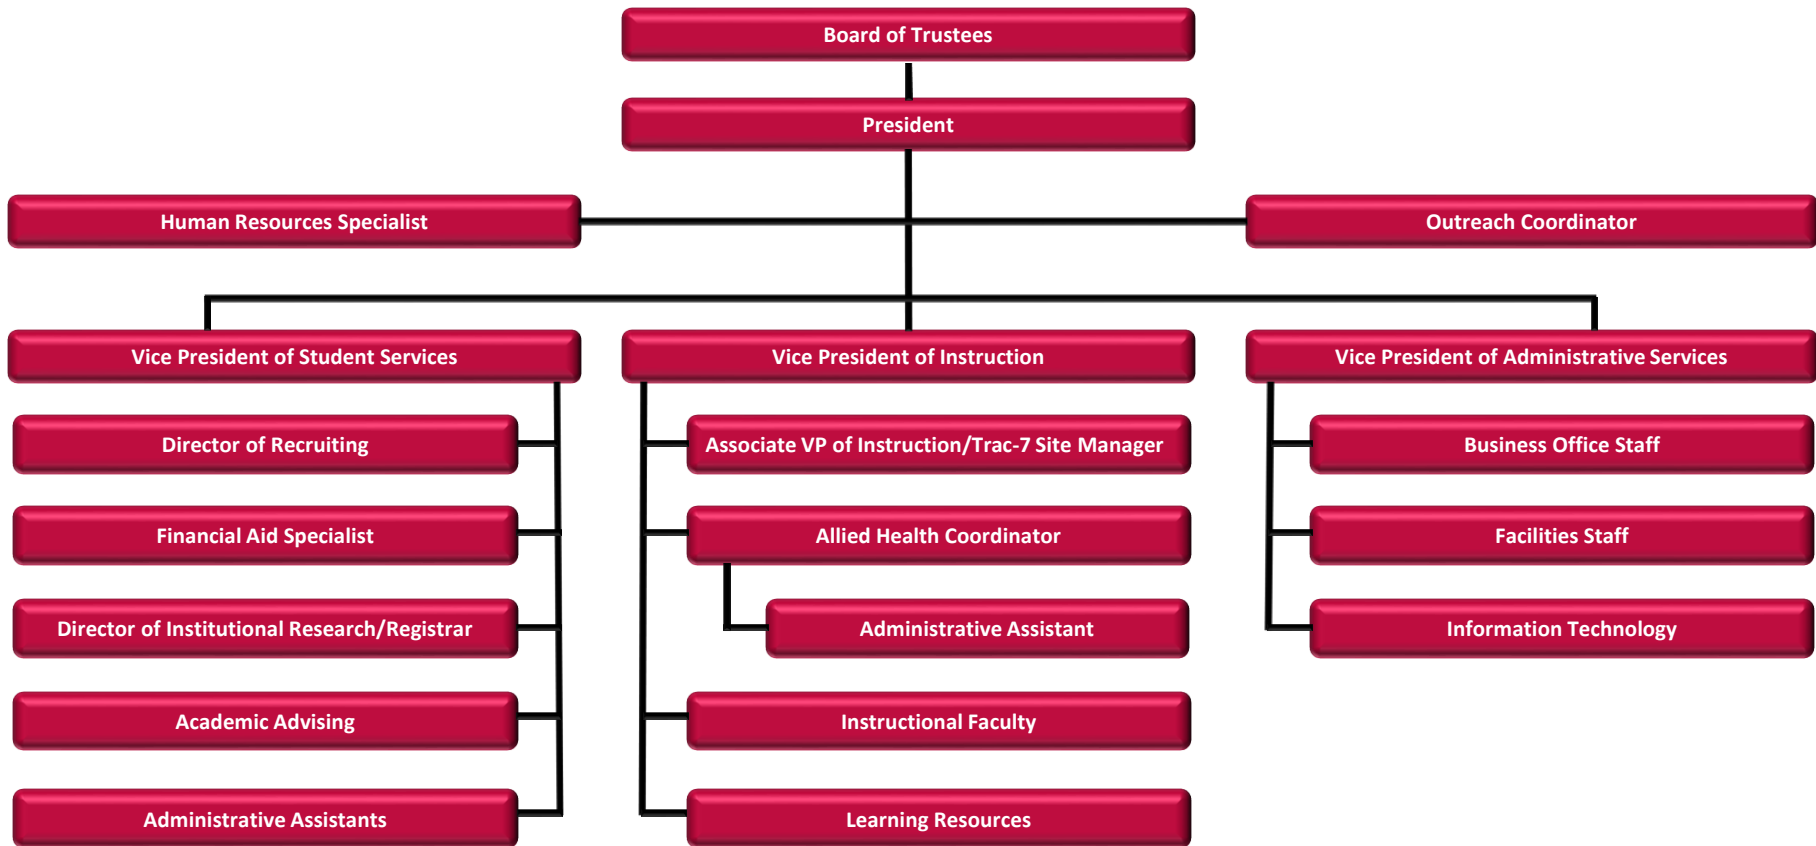 Board of Trustees
President
Human Resources Specialist
Outreach Coordinator
Vice President of Student Services
Vice President of Instruction
Vice President of Administrative Services
Director of Recruiting
Associate VP of Instruction/Trac-7 Site Manager
Business Office Staff
Financial Aid Specialist
Allied Health Coordinator
Facilities Staff
Director of Institutional Research/Registrar
Administrative Assistant
Information Technology
Academic Advising
Instructional Faculty
Administrative Assistants
Learning Resources